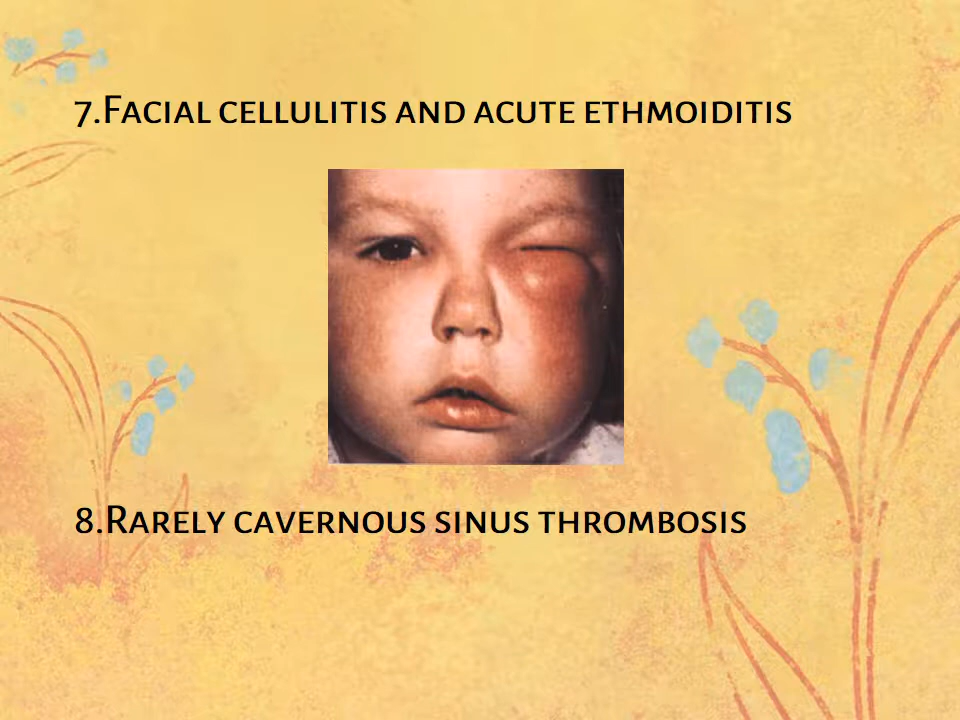 7.Facial cellulitis and acute ethmoiditis
8.Rarely cavernous sinus thrombosis